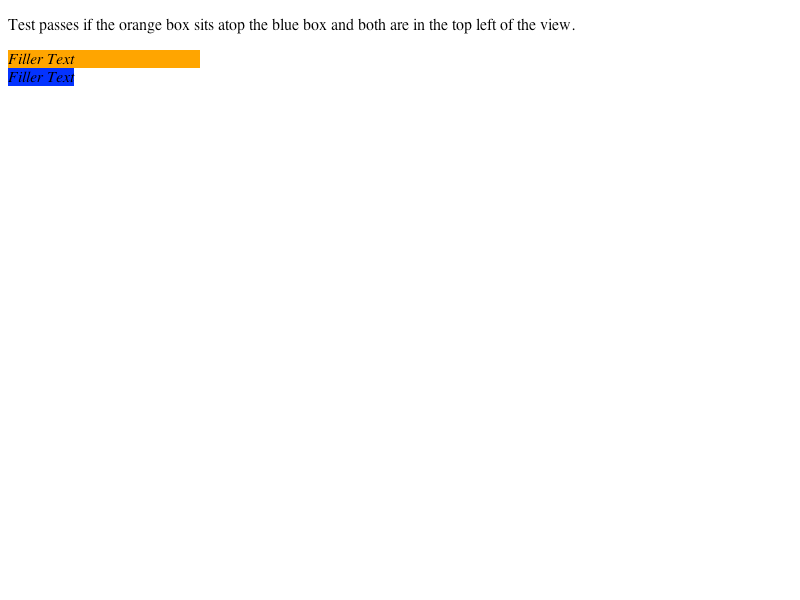 Test passes if the orange box sits atop the blue box and both are in the top left of the view.
Filler Text
Filler Text